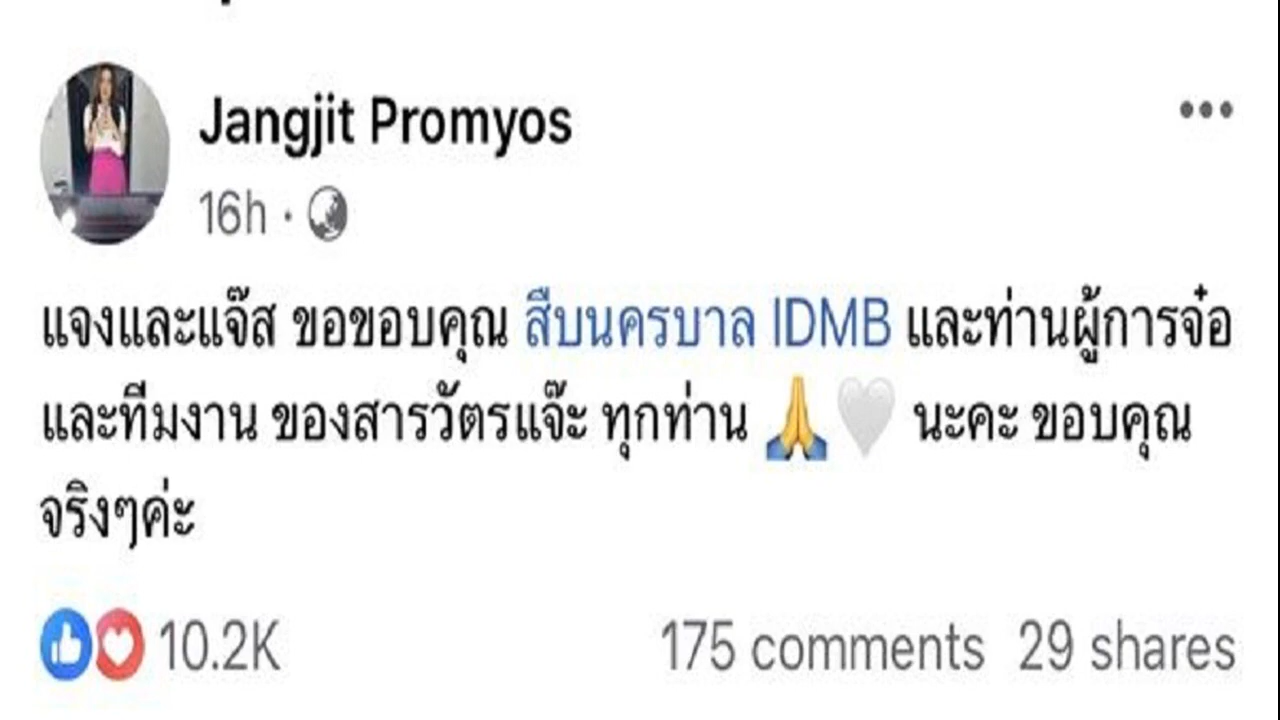 Jangjit Promyos
16h ·
แจงและแจ๊ส ขอขอบคุณ สืบนครบาล IDMB และท่านผู้การจ๋อ
และทีมงาน ของสารวัตรแจ๊ะ ทุกท่าน 🙏🤍 นะคะ ขอบคุณ
จริงๆค่ะ
10.2K 175 comments 29 shares